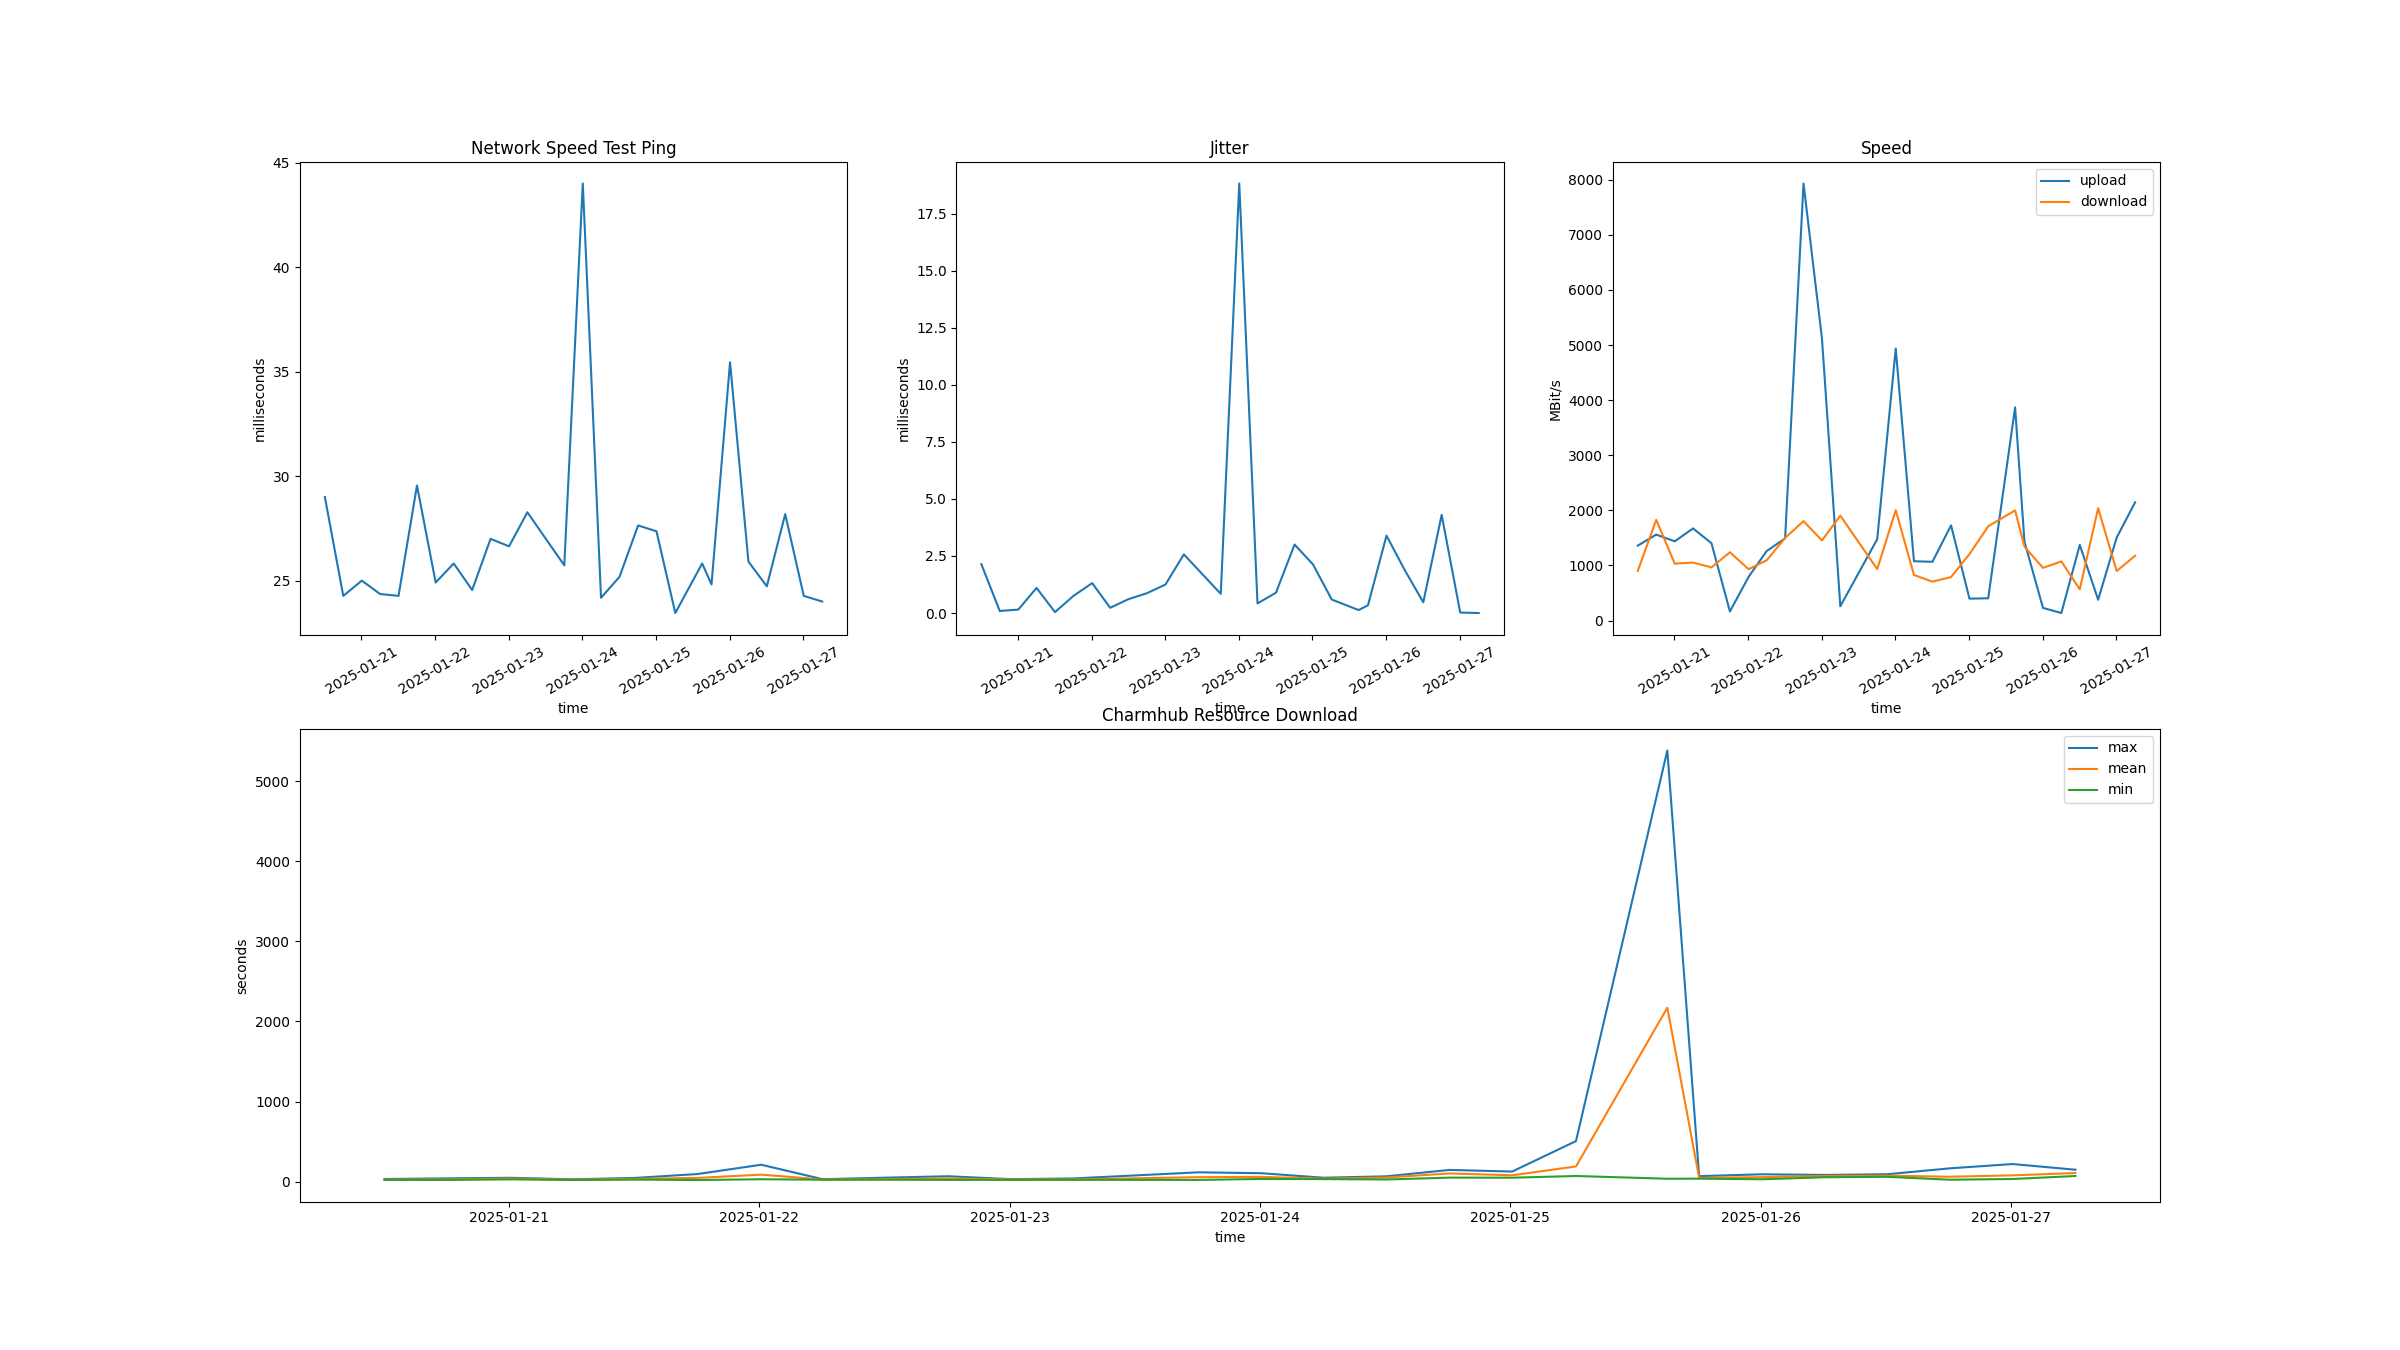 Network Speed Test Ping
45
40
35
30
25
milliseconds
2025-01-21 2025-01-22 2025-01-23 2025-01-24 2025-01-25 2025-01-26 2025-01-27
time
Jitter
17.5
15.0
12.5
10.0
7.5
5.0
2.5
0.0
milliseconds
2025-01-21 2025-01-22 2025-01-23 2025-01-24 2025-01-25 2025-01-26 2025-01-27
time
Speed
upload
download
8000
7000
6000
5000
4000
3000
2000
1000
0
MBit/s
2025-01-21 2025-01-22 2025-01-23 2025-01-24 2025-01-25 2025-01-26 2025-01-27
time
Charmhub Resource Download
max
mean
min
5000
4000
3000
2000
1000
0
seconds
2025-01-21 2025-01-22 2025-01-23 2025-01-24 2025-01-25 2025-01-26 2025-01-27
time